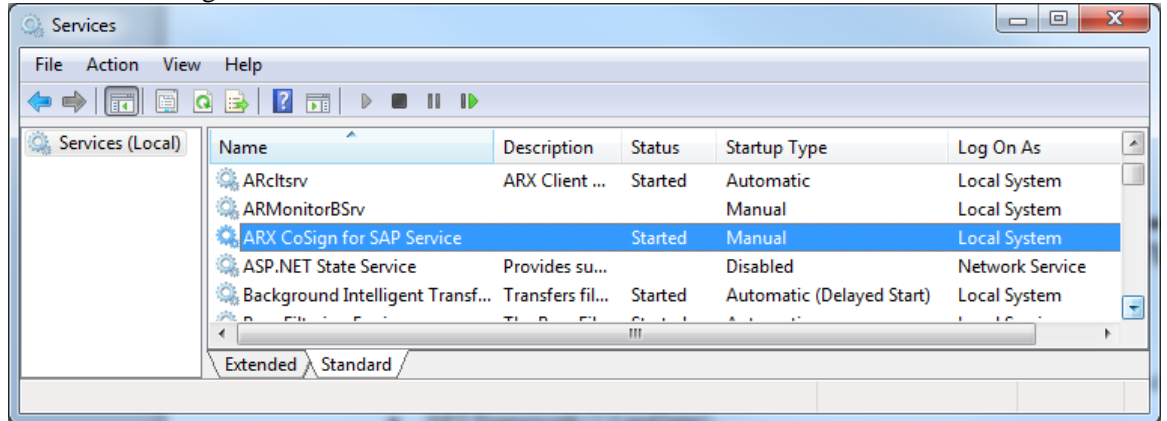 Services
File Action View Help
Services (Local)
Name Description Status Startup Type Log On As
ARcltsrv ARX Client ... Started Automatic Local System
ARMonitorBSrv Manual Local System
ARX CoSign for SAP Service Started Manual Local System
ASP.NET State Service Provides su... Disabled Network Service
Background Intelligent Transf... Transfers fil... Started Automatic (Delayed Start) Local System
Extended Standard